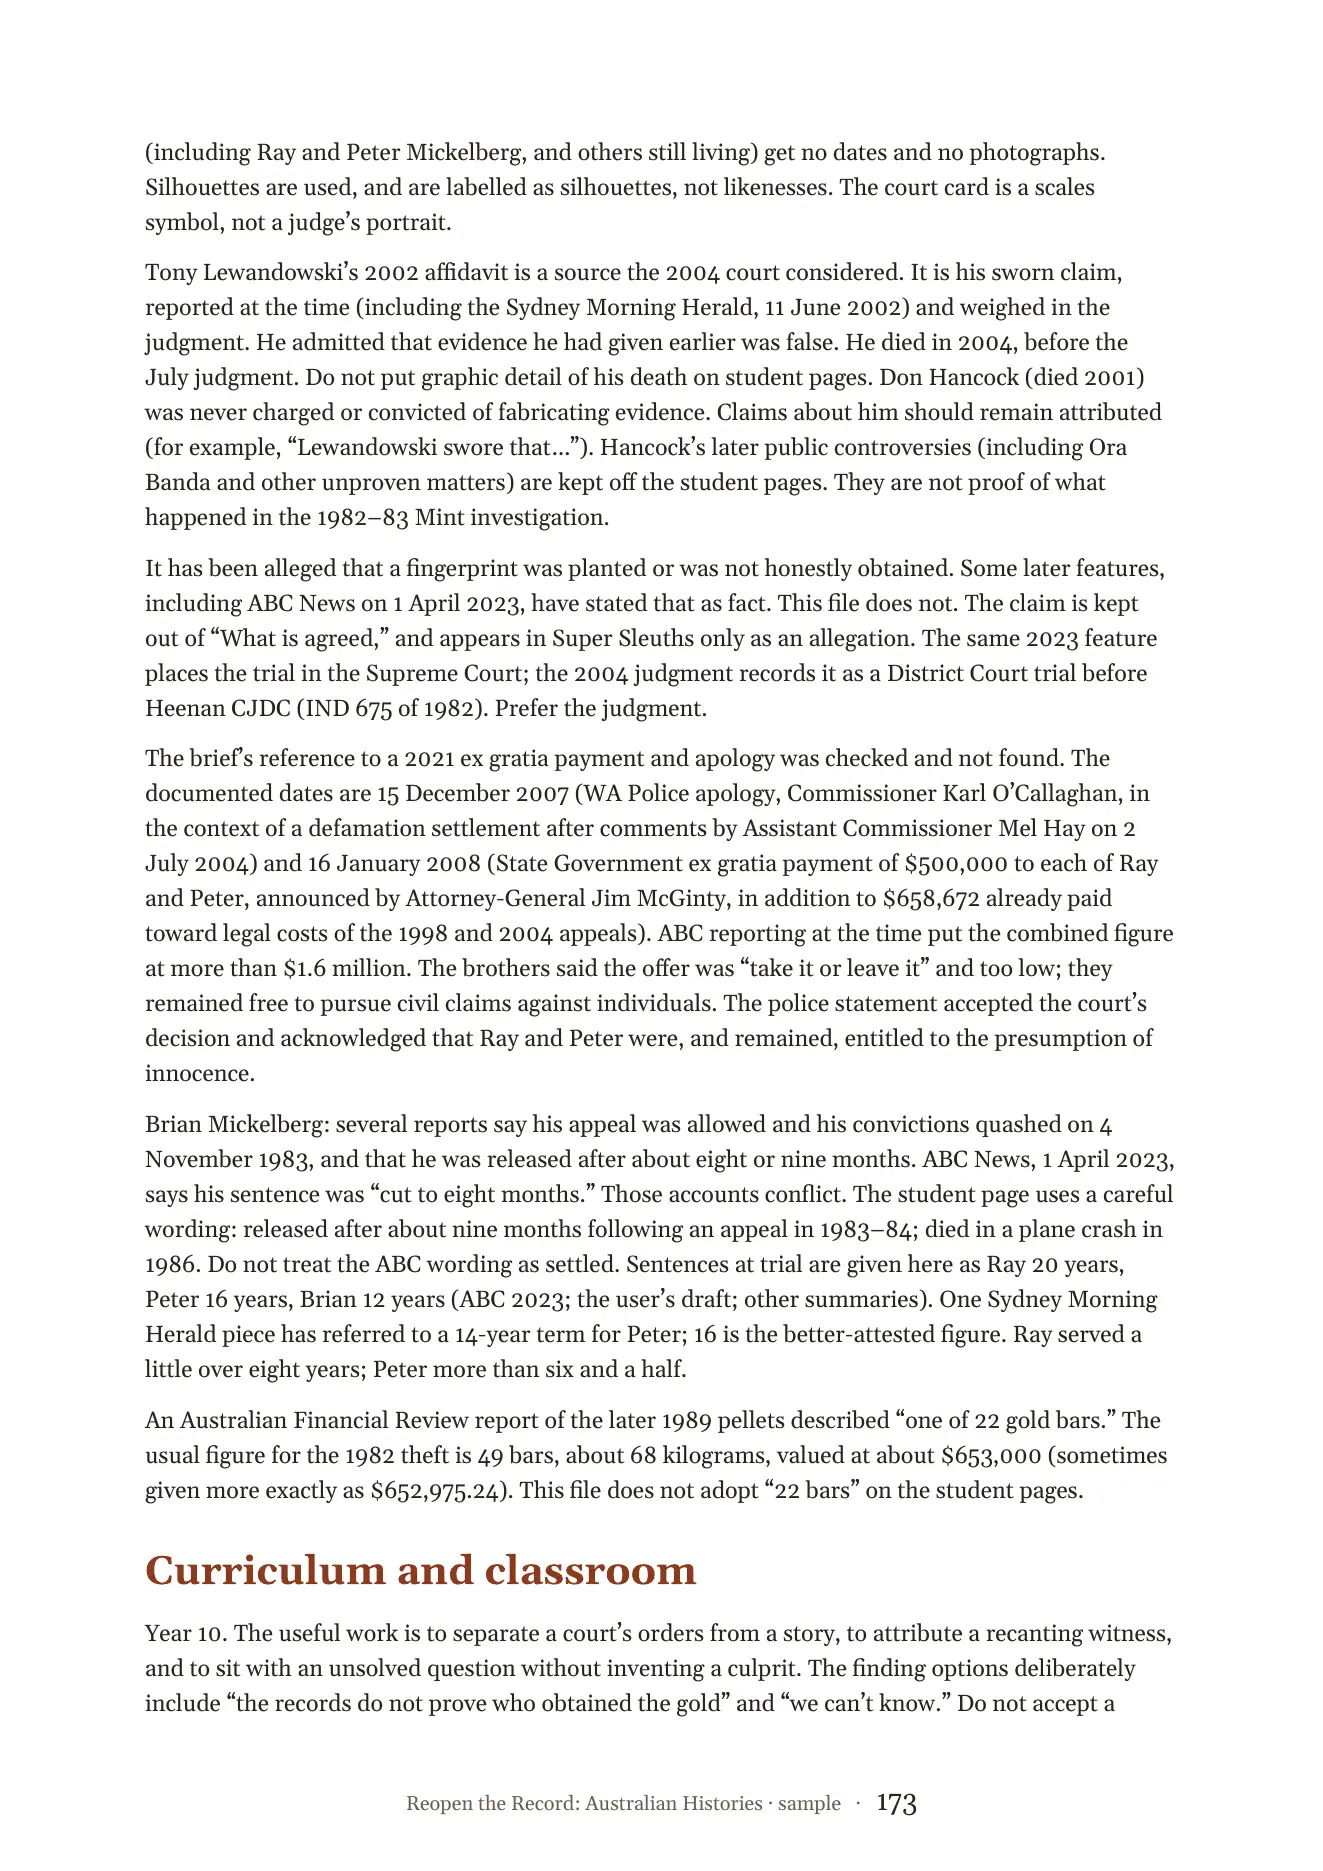 (including Ray and Peter Mickelberg, and others still living) get no dates and no photographs.
Silhouettes are used, and are labelled as silhouettes, not likenesses. The court card is a scales
symbol, not a judge’s portrait.
Tony Lewandowski’s 2002 affidavit is a source the 2004 court considered. It is his sworn claim,
reported at the time (including the Sydney Morning Herald, 11 June 2002) and weighed in the
judgment. He admitted that evidence he had given earlier was false. He died in 2004, before the
July judgment. Do not put graphic detail of his death on student pages. Don Hancock (died 2001)
was never charged or convicted of fabricating evidence. Claims about him should remain attributed
(for example, “Lewandowski swore that…”). Hancock’s later public controversies (including Ora
Banda and other unproven matters) are kept off the student pages. They are not proof of what
happened in the 1982–83 Mint investigation.
It has been alleged that a fingerprint was planted or was not honestly obtained. Some later features,
including ABC News on 1 April 2023, have stated that as fact. This file does not. The claim is kept
out of “What is agreed,” and appears in Super Sleuths only as an allegation. The same 2023 feature
places the trial in the Supreme Court; the 2004 judgment records it as a District Court trial before
Heenan CJDC (IND 675 of 1982). Prefer the judgment.
The brief’s reference to a 2021 ex gratia payment and apology was checked and not found. The
documented dates are 15 December 2007 (WA Police apology, Commissioner Karl O’Callaghan, in
the context of a defamation settlement after comments by Assistant Commissioner Mel Hay on 2
July 2004) and 16 January 2008 (State Government ex gratia payment of $500,000 to each of Ray
and Peter, announced by Attorney-General Jim McGinty, in addition to $658,672 already paid
toward legal costs of the 1998 and 2004 appeals). ABC reporting at the time put the combined figure
at more than $1.6 million. The brothers said the offer was “take it or leave it” and too low; they
remained free to pursue civil claims against individuals. The police statement accepted the court’s
decision and acknowledged that Ray and Peter were, and remained, entitled to the presumption of
innocence.
Brian Mickelberg: several reports say his appeal was allowed and his convictions quashed on 4
November 1983, and that he was released after about eight or nine months. ABC News, 1 April 2023,
says his sentence was “cut to eight months.” Those accounts conflict. The student page uses a careful
wording: released after about nine months following an appeal in 1983–84; died in a plane crash in
1986. Do not treat the ABC wording as settled. Sentences at trial are given here as Ray 20 years,
Peter 16 years, Brian 12 years (ABC 2023; the user’s draft; other summaries). One Sydney Morning
Herald piece has referred to a 14-year term for Peter; 16 is the better-attested figure. Ray served a
little over eight years; Peter more than six and a half.
An Australian Financial Review report of the later 1989 pellets described “one of 22 gold bars.” The
usual figure for the 1982 theft is 49 bars, about 68 kilograms, valued at about $653,000 (sometimes
given more exactly as $652,975.24). This file does not adopt “22 bars” on the student pages.
Curriculum and classroom
Year 10. The useful work is to separate a court’s orders from a story, to attribute a recanting witness,
and to sit with an unsolved question without inventing a culprit. The finding options deliberately
include “the records do not prove who obtained the gold” and “we can’t know.” Do not accept a
Reopen the Record: Australian Histories · sample · 173